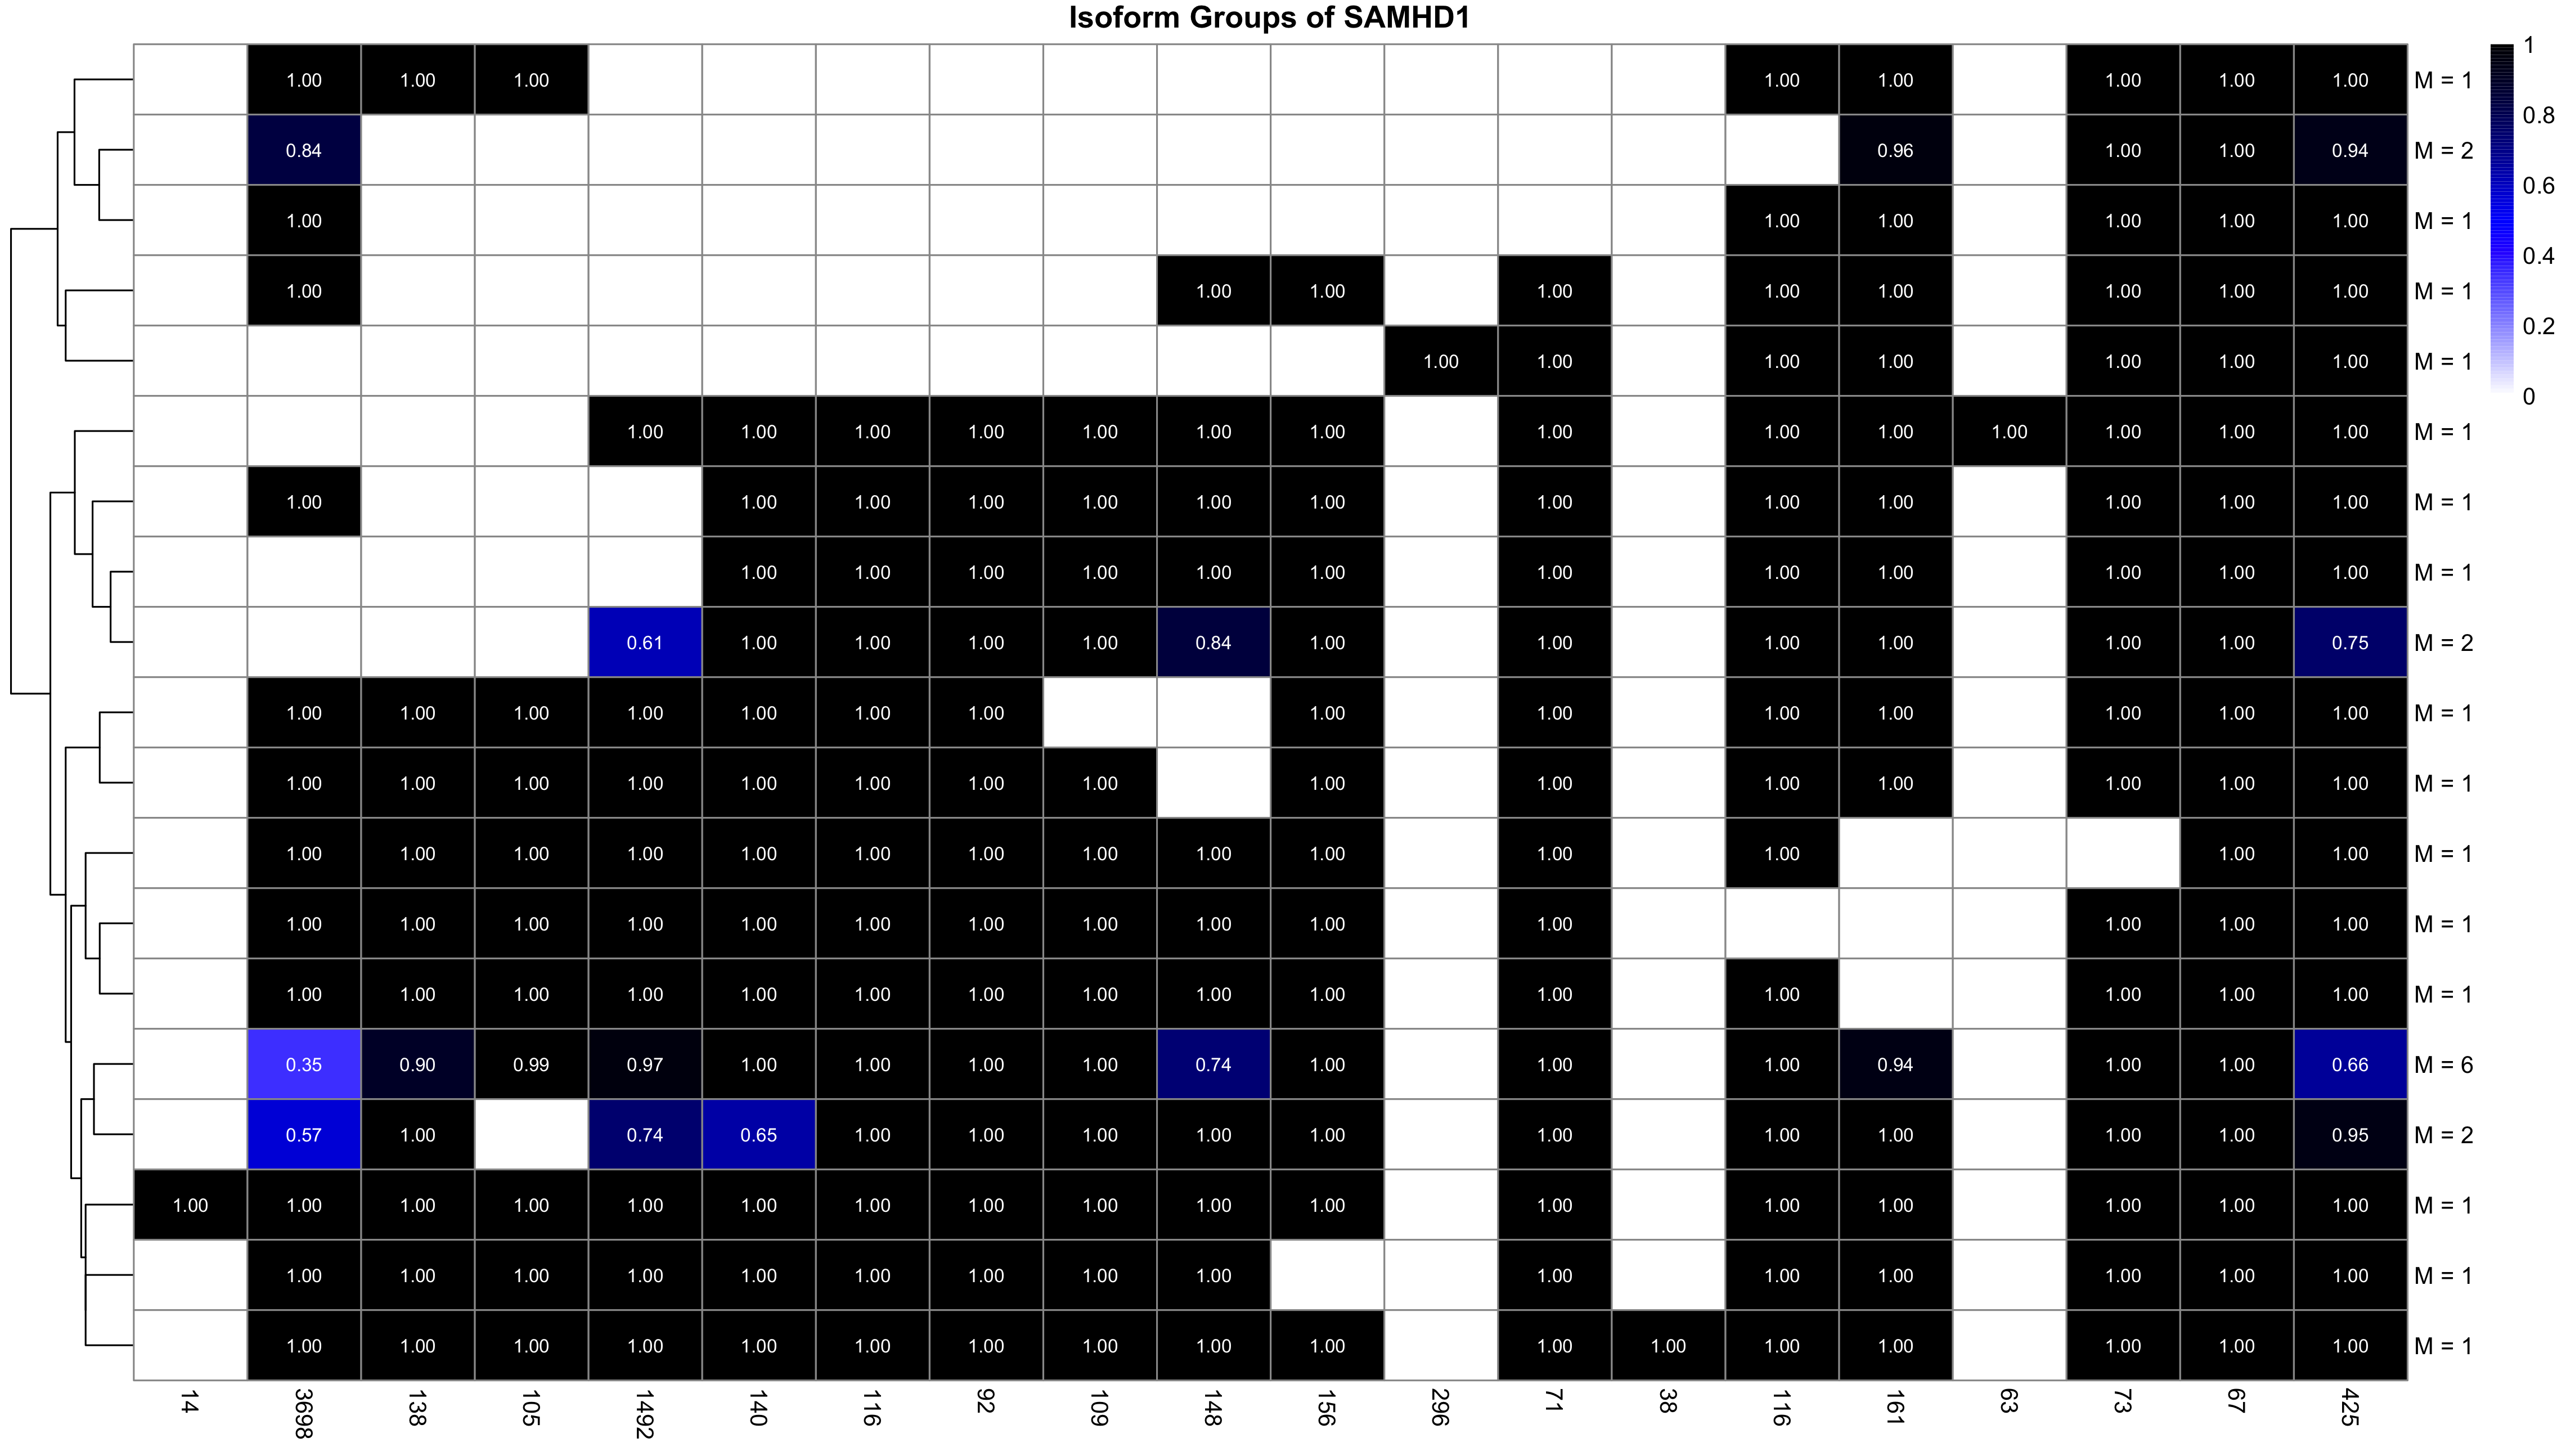 Isoform Groups of SAMHD1
1.00 1.00 1.00 1.00 1.00 1.00 1.00 1.00 M = 1
0.84 0.96 1.00 1.00 0.94 M = 2
1.00 1.00 1.00 1.00 1.00 1.00 M = 1
1.00 1.00 1.00 1.00 1.00 1.00 1.00 1.00 1.00 M = 1
1.00 1.00 1.00 1.00 1.00 1.00 1.00 M = 1
1.00 1.00 1.00 1.00 1.00 1.00 1.00 1.00 1.00 1.00 1.00 1.00 1.00 1.00 M = 1
1.00 1.00 1.00 1.00 1.00 1.00 1.00 1.00 1.00 1.00 1.00 1.00 1.00 M = 1
1.00 1.00 1.00 1.00 1.00 1.00 1.00 1.00 1.00 1.00 1.00 1.00 M = 1
0.61 1.00 1.00 1.00 1.00 0.84 1.00 1.00 1.00 1.00 1.00 1.00 0.75 M = 2
1.00 1.00 1.00 1.00 1.00 1.00 1.00 1.00 1.00 1.00 1.00 1.00 1.00 1.00 M = 1
1.00 1.00 1.00 1.00 1.00 1.00 1.00 1.00 1.00 1.00 1.00 1.00 1.00 1.00 1.00 M = 1
1.00 1.00 1.00 1.00 1.00 1.00 1.00 1.00 1.00 1.00 1.00 1.00 1.00 1.00 M = 1
1.00 1.00 1.00 1.00 1.00 1.00 1.00 1.00 1.00 1.00 1.00 1.00 1.00 1.00 M = 1
1.00 1.00 1.00 1.00 1.00 1.00 1.00 1.00 1.00 1.00 1.00 1.00 1.00 1.00 1.00 M = 1
0.35 0.90 0.99 0.97 1.00 1.00 1.00 1.00 0.74 1.00 1.00 1.00 0.94 1.00 1.00 0.66 M = 6
0.57 1.00 0.74 0.65 1.00 1.00 1.00 1.00 1.00 1.00 1.00 1.00 1.00 1.00 0.95 M = 2
1.00 1.00 1.00 1.00 1.00 1.00 1.00 1.00 1.00 1.00 1.00 1.00 1.00 1.00 1.00 1.00 1.00 M = 1
1.00 1.00 1.00 1.00 1.00 1.00 1.00 1.00 1.00 1.00 1.00 1.00 1.00 1.00 1.00 M = 1
1.00 1.00 1.00 1.00 1.00 1.00 1.00 1.00 1.00 1.00 1.00 1.00 1.00 1.00 1.00 1.00 1.00 M = 1
14 3698 138 105 1492 140 116 92 109 148 156 296 71 38 116 161 63 73 67 425
1
0.8
0.6
0.4
0.2
0